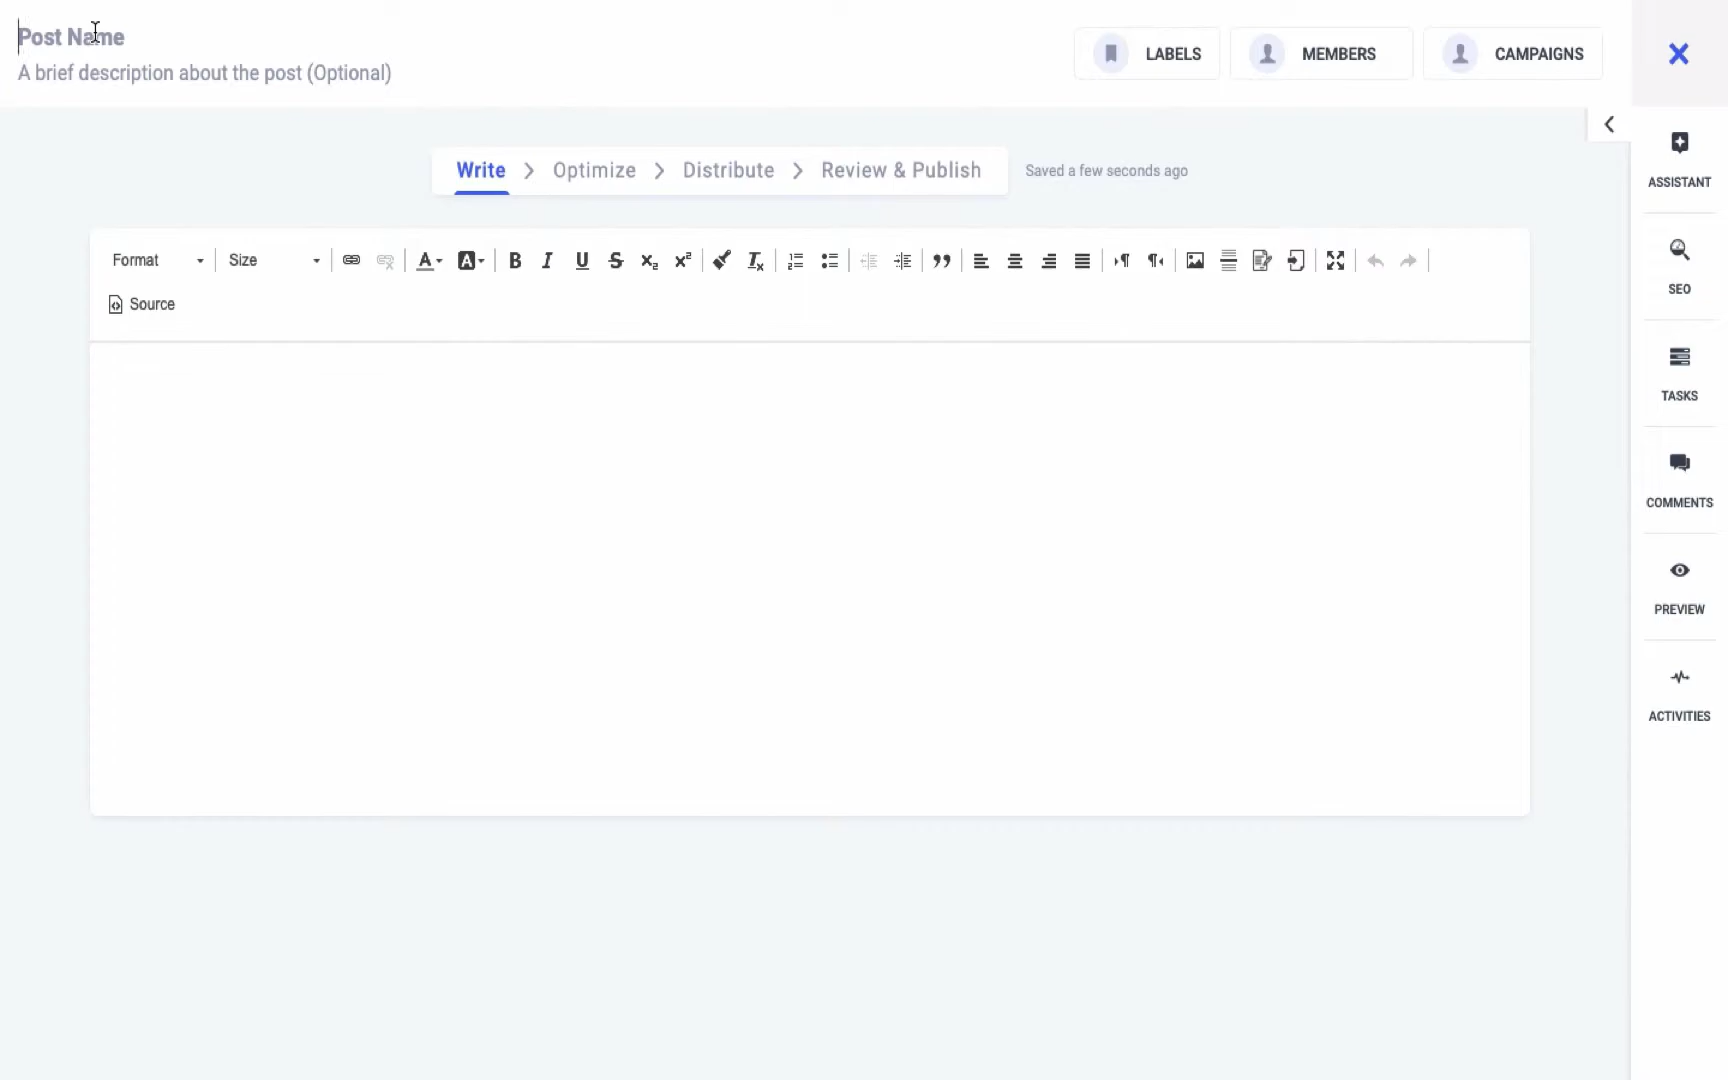 Post Name
A brief description about the post (Optional)
LABELS
MEMBERS
CAMPAIGNS
Write
Optimize
Distribute
Review & Publish
Saved a few seconds ago
Format
Size
Source
ASSISTANT
SEO
TASKS
COMMENTS
PREVIEW
ACTIVITIES